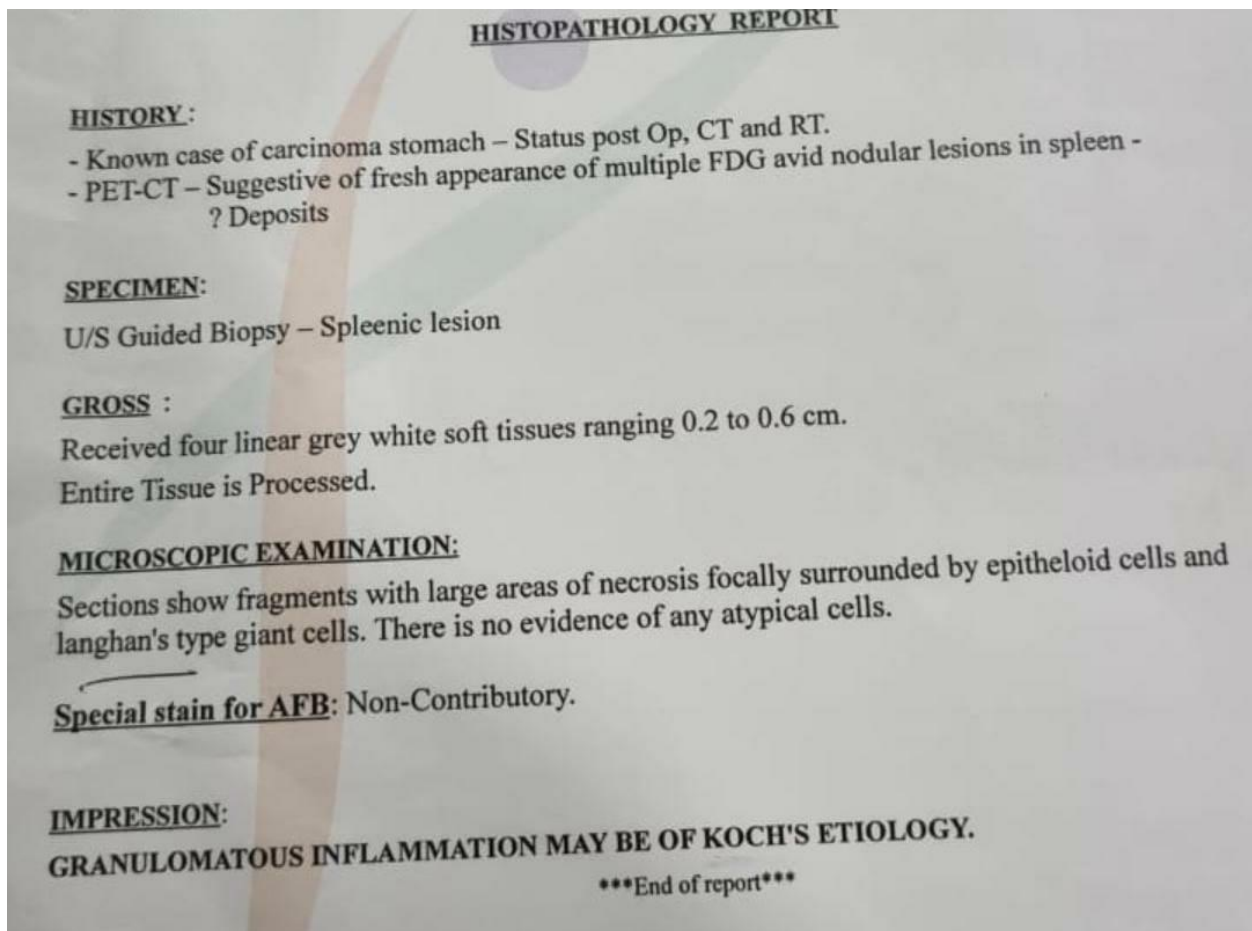 HISTOPATHOLOGY REPORT
HISTORY :
- Known case of carcinoma stomach – Status post Op, CT and RT.
- PET-CT – Suggestive of fresh appearance of multiple FDG avid nodular lesions in spleen -
? Deposits
SPECIMEN:
U/S Guided Biopsy – Spleenic lesion
GROSS :
Received four linear grey white soft tissues ranging 0.2 to 0.6 cm.
Entire Tissue is Processed.
MICROSCOPIC EXAMINATION:
Sections show fragments with large areas of necrosis focally surrounded by epitheloid cells and
langhan's type giant cells. There is no evidence of any atypical cells.
Special stain for AFB: Non-Contributory.
IMPRESSION:
GRANULOMATOUS INFLAMMATION MAY BE OF KOCH'S ETIOLOGY.
***End of report***